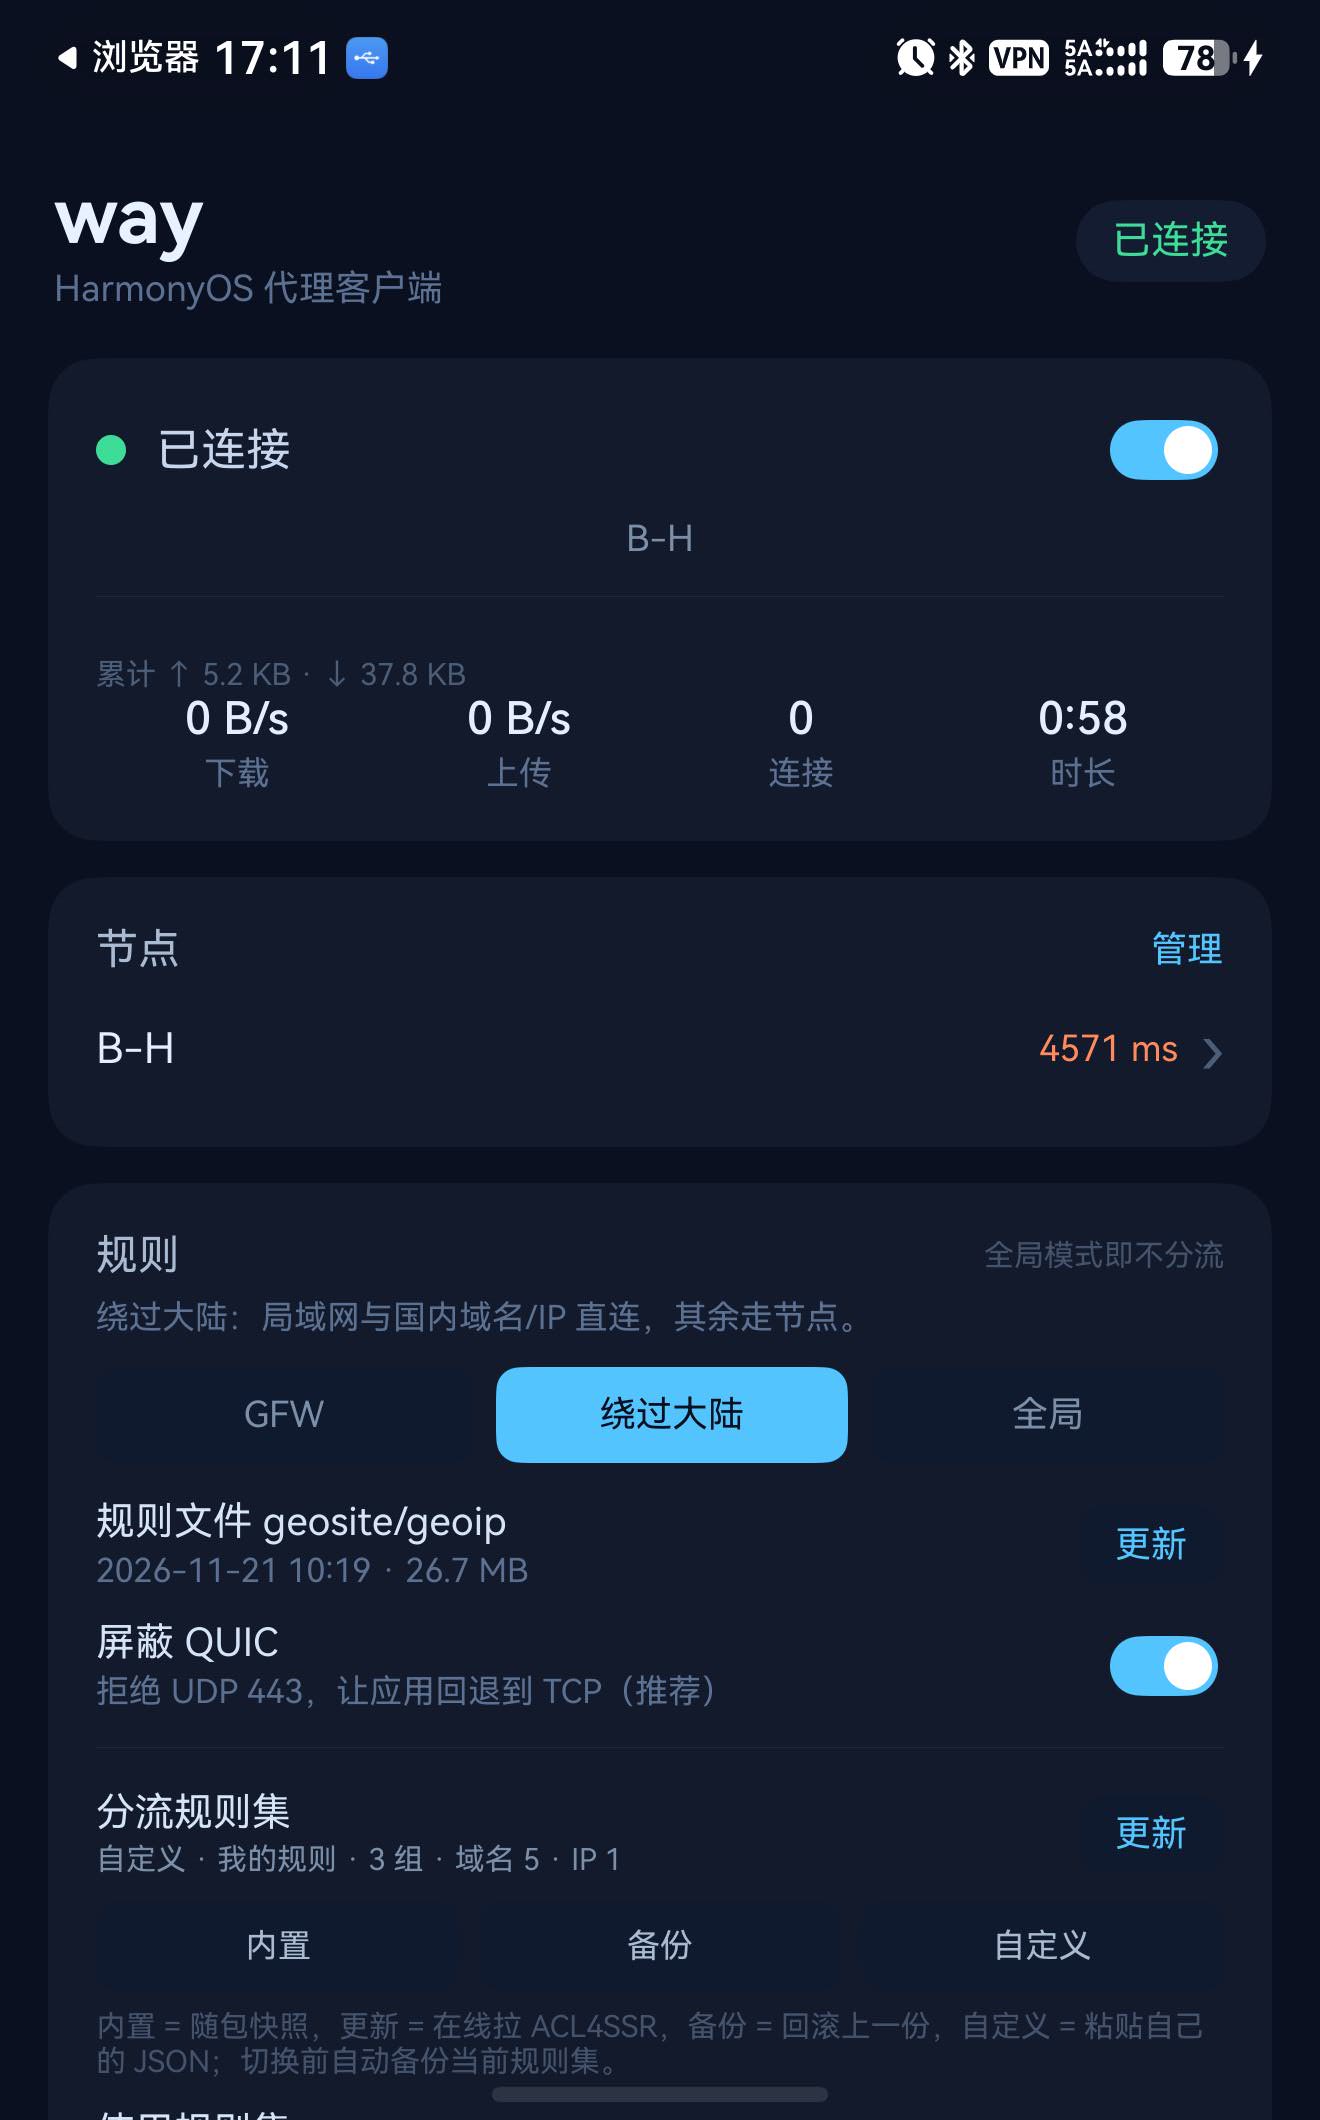 浏览器 17:11 VPN 5A 5A 78
way
已连接
HarmonyOS 代理客户端
已连接
B-H
累计 ↑ 5.2 KB · ↓ 37.8 KB
0 B/s 0 B/s 0 0:58
下载 上传 连接 时长
节点 管理
B-H 4571 ms
规则 全局模式即不分流
绕过大陆：局域网与国内域名/IP 直连，其余走节点。
GFW 绕过大陆 全局
规则文件 geosite/geoip
更新
2026-11-21 10:19 · 26.7 MB
屏蔽 QUIC
拒绝 UDP 443，让应用回退到 TCP（推荐）
分流规则集
更新
自定义 · 我的规则 · 3 组 · 域名 5 · IP 1
内置 备份 自定义
内置 = 随包快照，更新 = 在线拉 ACL4SSR，备份 = 回滚上一份，自定义 = 粘贴自己
的 JSON；切换前自动备份当前规则集。